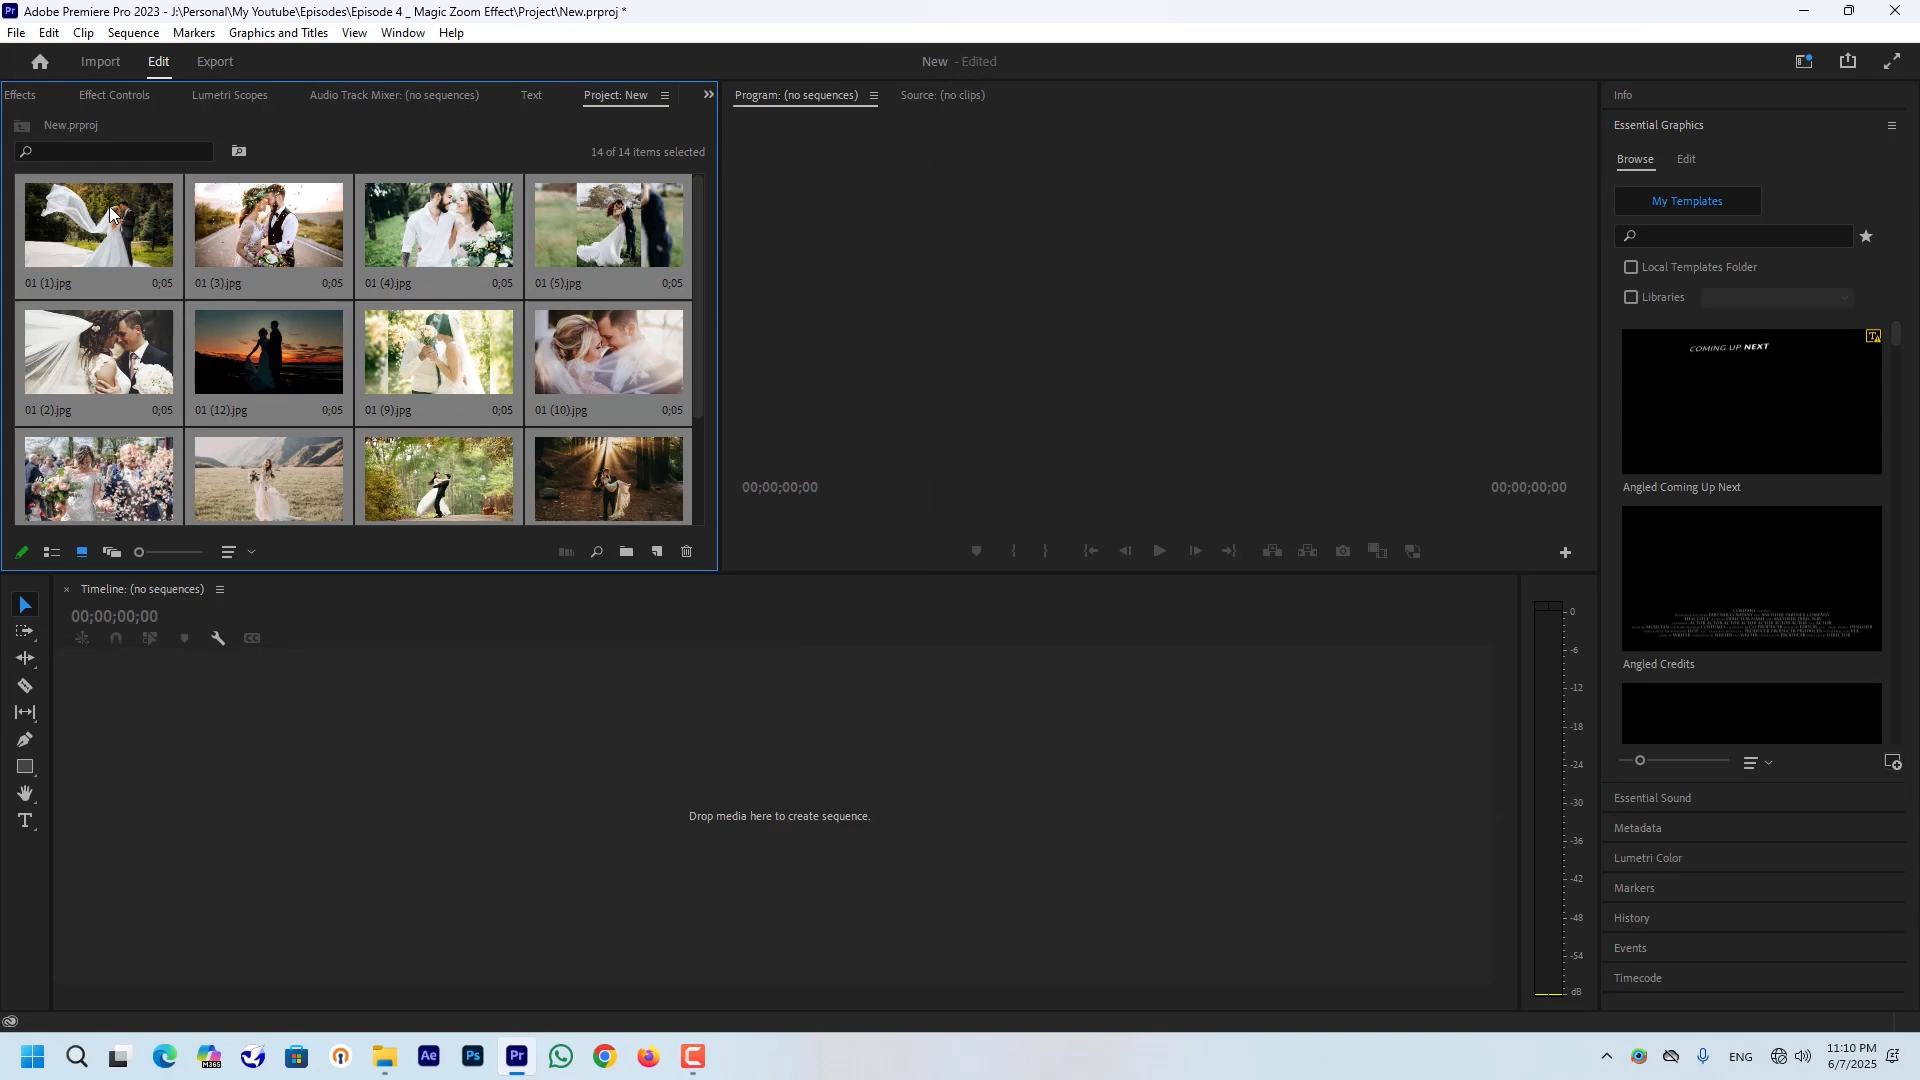 Adobe Premiere Pro 2023 - J:\Personal\My Youtube\Episodes\Episode 4 _ Magic Zoom Effect\Project\New.prproj *
File Edit Clip Sequence Markers Graphics and Titles View Window Help
Import Edit Export
New - Edited
Effects Effect Controls Lumetri Scopes Audio Track Mixer: (no sequences) Text Project: New
New.prproj
14 of 14 items selected
01 (1).jpg 0;05
01 (3).jpg 0;05
01 (4).jpg 0;05
01 (5).jpg 0;05
01 (2).jpg 0;05
01 (12).jpg 0;05
01 (9).jpg 0;05
01 (10).jpg 0;05
Program: (no sequences) Source: (no clips)
00;00;00;00 00;00;00;00
Timeline: (no sequences)
00;00;00;00
Drop media here to create sequence.
0
-6
-12
-18
-24
-30
-36
-42
-48
-54
dB
Info
Essential Graphics
Browse Edit
My Templates
Local Templates Folder
Libraries
COMING UP NEXT
Angled Coming Up Next
Angled Credits
Essential Sound
Metadata
Lumetri Color
Markers
History
Events
Timecode
M365
Ae Ps Pr
ENG
11:10 PM
6/7/2025